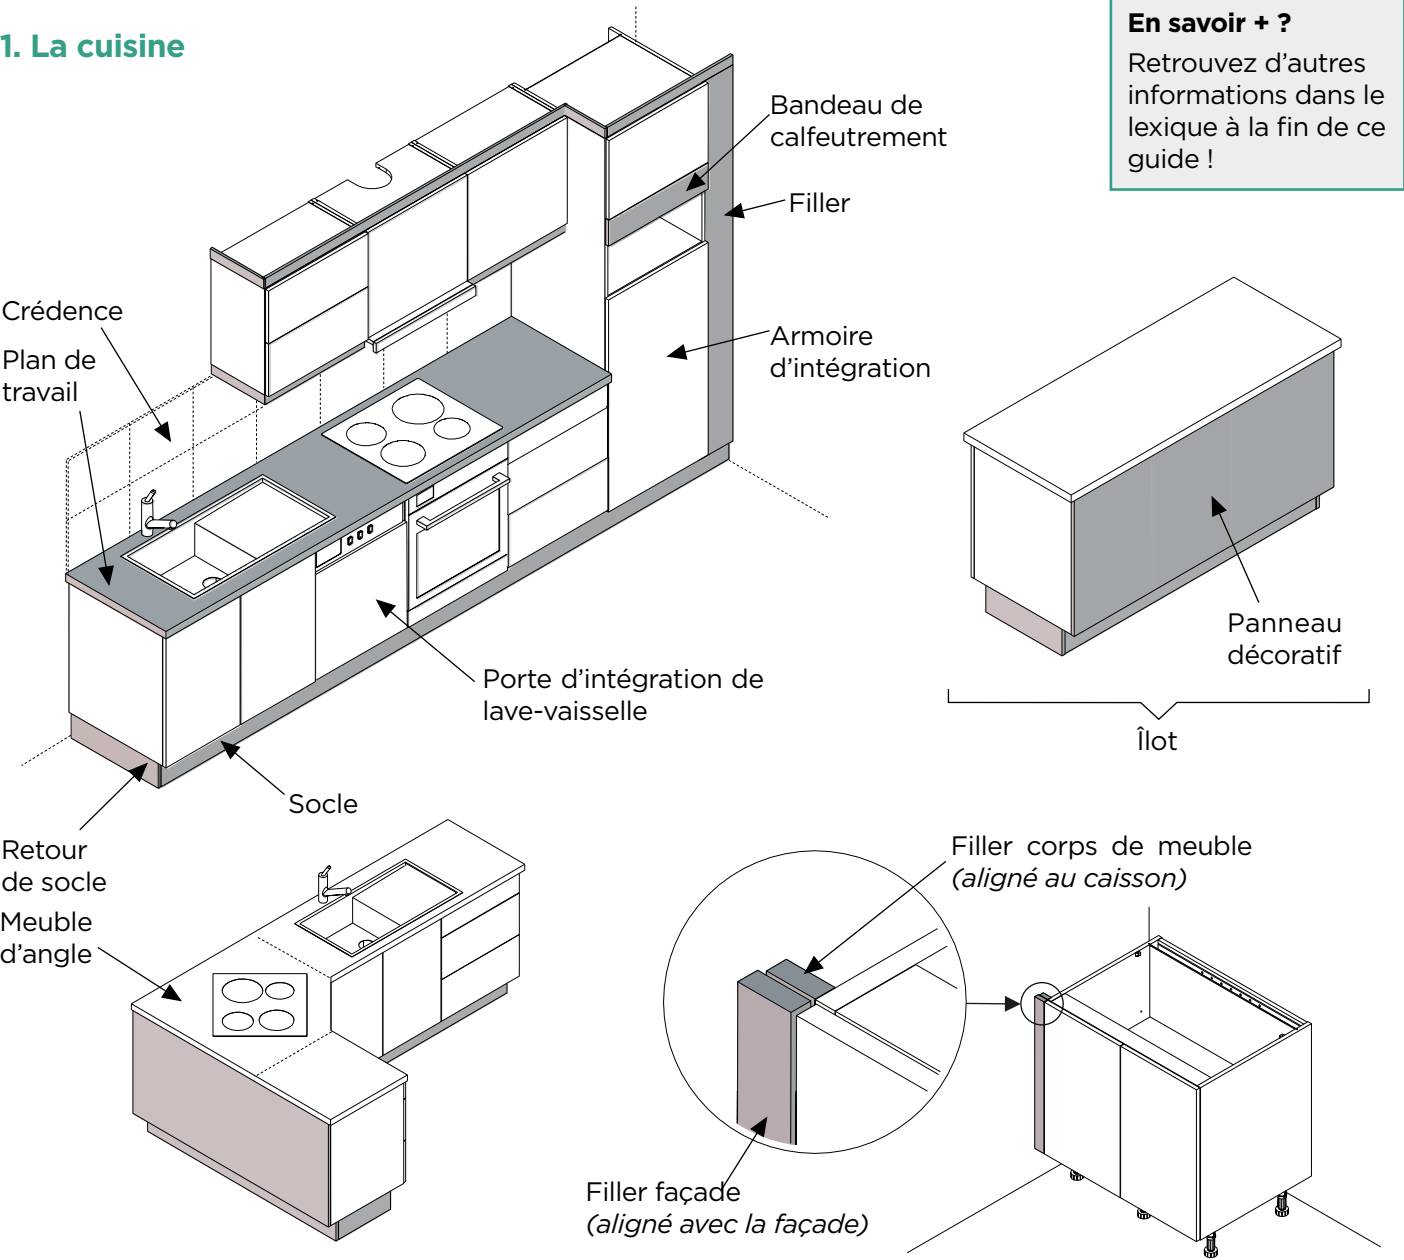 1. La cuisine
En savoir + ?
Retrouvez d'autres
informations dans le
lexique à la fin de ce
guide !
Bandeau de
calfeutrement
Filler
Crédence
Plan de
travail
Armoire
d'intégration
Panneau
décoratif
Porte d'intégration de
lave-vaisselle
Îlot
Socle
Retour
de socle
Meuble
d'angle
Filler corps de meuble
(aligné au caisson)
Filler façade
(aligné avec la façade)